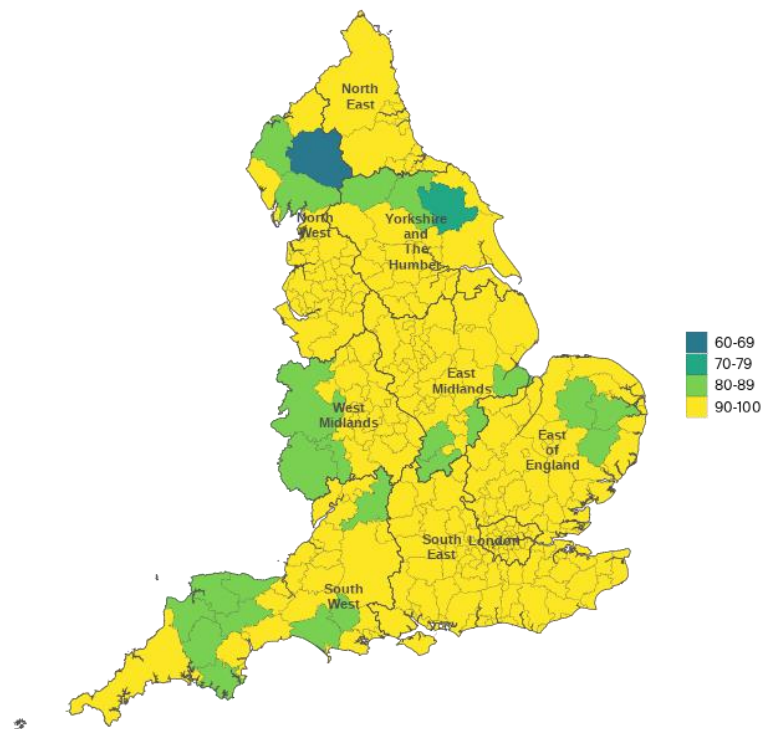 North
East
North
West
Yorkshire
and
The
Humber
East
Midlands
West
Midlands
East
of
England
South
East
London
South
West
60-69
70-79
80-89
90-100